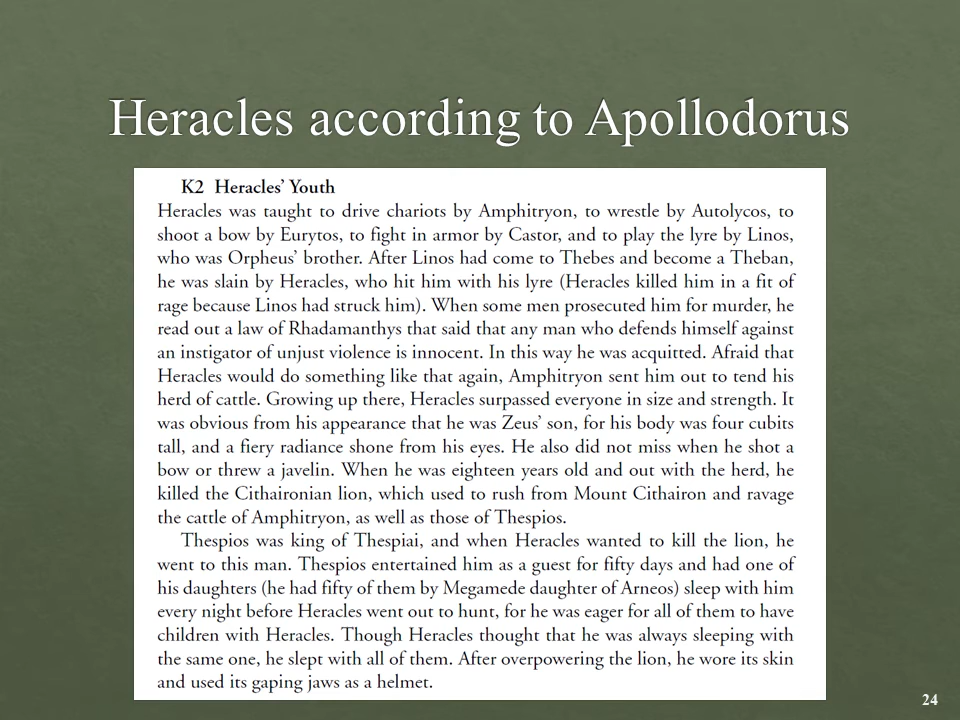 Heracles according to Apollodorus
K2 Heracles’ Youth
Heracles was taught to drive chariots by Amphitryon, to wrestle by Autolycos, to
shoot a bow by Eurytos, to fight in armor by Castor, and to play the lyre by Linos,
who was Orpheus’ brother. After Linos had come to Thebes and become a Theban,
he was slain by Heracles, who hit him with his lyre (Heracles killed him in a fit of
rage because Linos had struck him). When some men prosecuted him for murder, he
read out a law of Rhadamanthys that said that any man who defends himself against
an instigator of unjust violence is innocent. In this way he was acquitted. Afraid that
Heracles would do something like that again, Amphitryon sent him out to tend his
herd of cattle. Growing up there, Heracles surpassed everyone in size and strength. It
was obvious from his appearance that he was Zeus’ son, for his body was four cubits
tall, and a fiery radiance shone from his eyes. He also did not miss when he shot a
bow or threw a javelin. When he was eighteen years old and out with the herd, he
killed the Cithaironian lion, which used to rush from Mount Cithairon and ravage
the cattle of Amphitryon, as well as those of Thespios.
Thespios was king of Thespiai, and when Heracles wanted to kill the lion, he
went to this man. Thespios entertained him as a guest for fifty days and had one of
his daughters (he had fifty of them by Megamede daughter of Arneos) sleep with him
every night before Heracles went out to hunt, for he was eager for all of them to have
children with Heracles. Though Heracles thought that he was always sleeping with
the same one, he slept with all of them. After overpowering the lion, he wore its skin
and used its gaping jaws as a helmet.
24